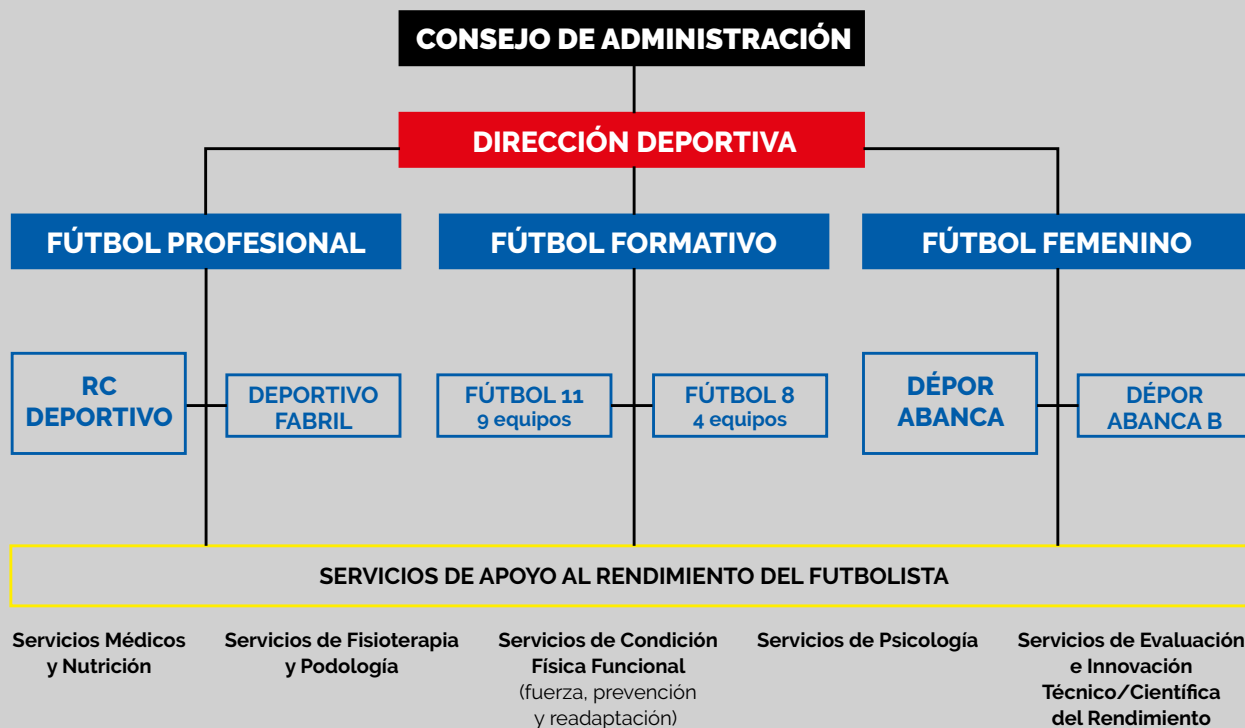 CONSEJO DE ADMINISTRACIÓN
DIRECCIÓN DEPORTIVA
FÚTBOL PROFESIONAL
FÚTBOL FORMATIVO
FÚTBOL FEMENINO
RC
DEPORTIVO
DEPORTIVO
FABRIL
FÚTBOL 11
9 equipos
FÚTBOL 8
4 equipos
DÉPOR
ABANCA
DÉPOR
ABANCA B
SERVICIOS DE APOYO AL RENDIMIENTO DEL FUTBOLISTA
Servicios Médicos
y Nutrición
Servicios de Fisioterapia
y Podología
Servicios de Condición
Física Funcional
(fuerza, prevención
y readaptación)
Servicios de Psicología
Servicios de Evaluación
e Innovación
Técnico/Científica
del Rendimiento